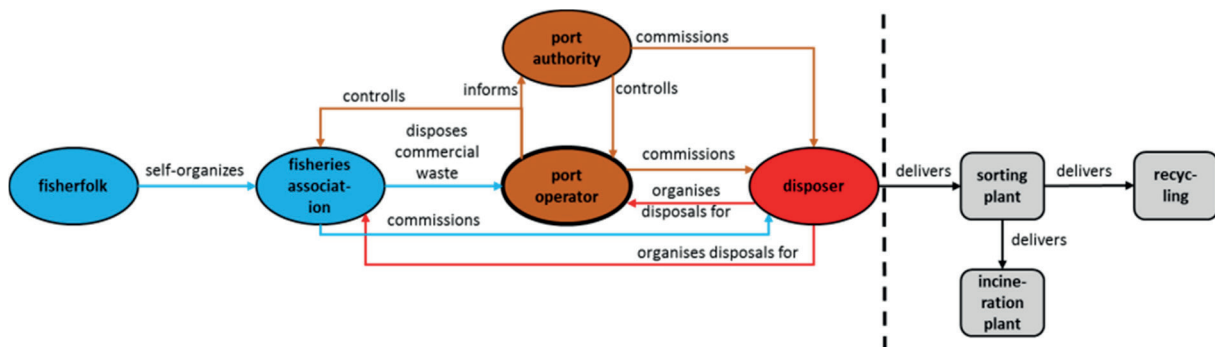 port
authority
commissions
informs
controlls
controlls
disposes
commercial
waste
fisherfolk
self-organizes
fisheries
associat-
ion
port
operator
commissions
organises
disposals for
disposer
delivers
sorting
plant
delivers
recyc-
ling
commissions
organises disposals for
delivers
incine-
ration
plant